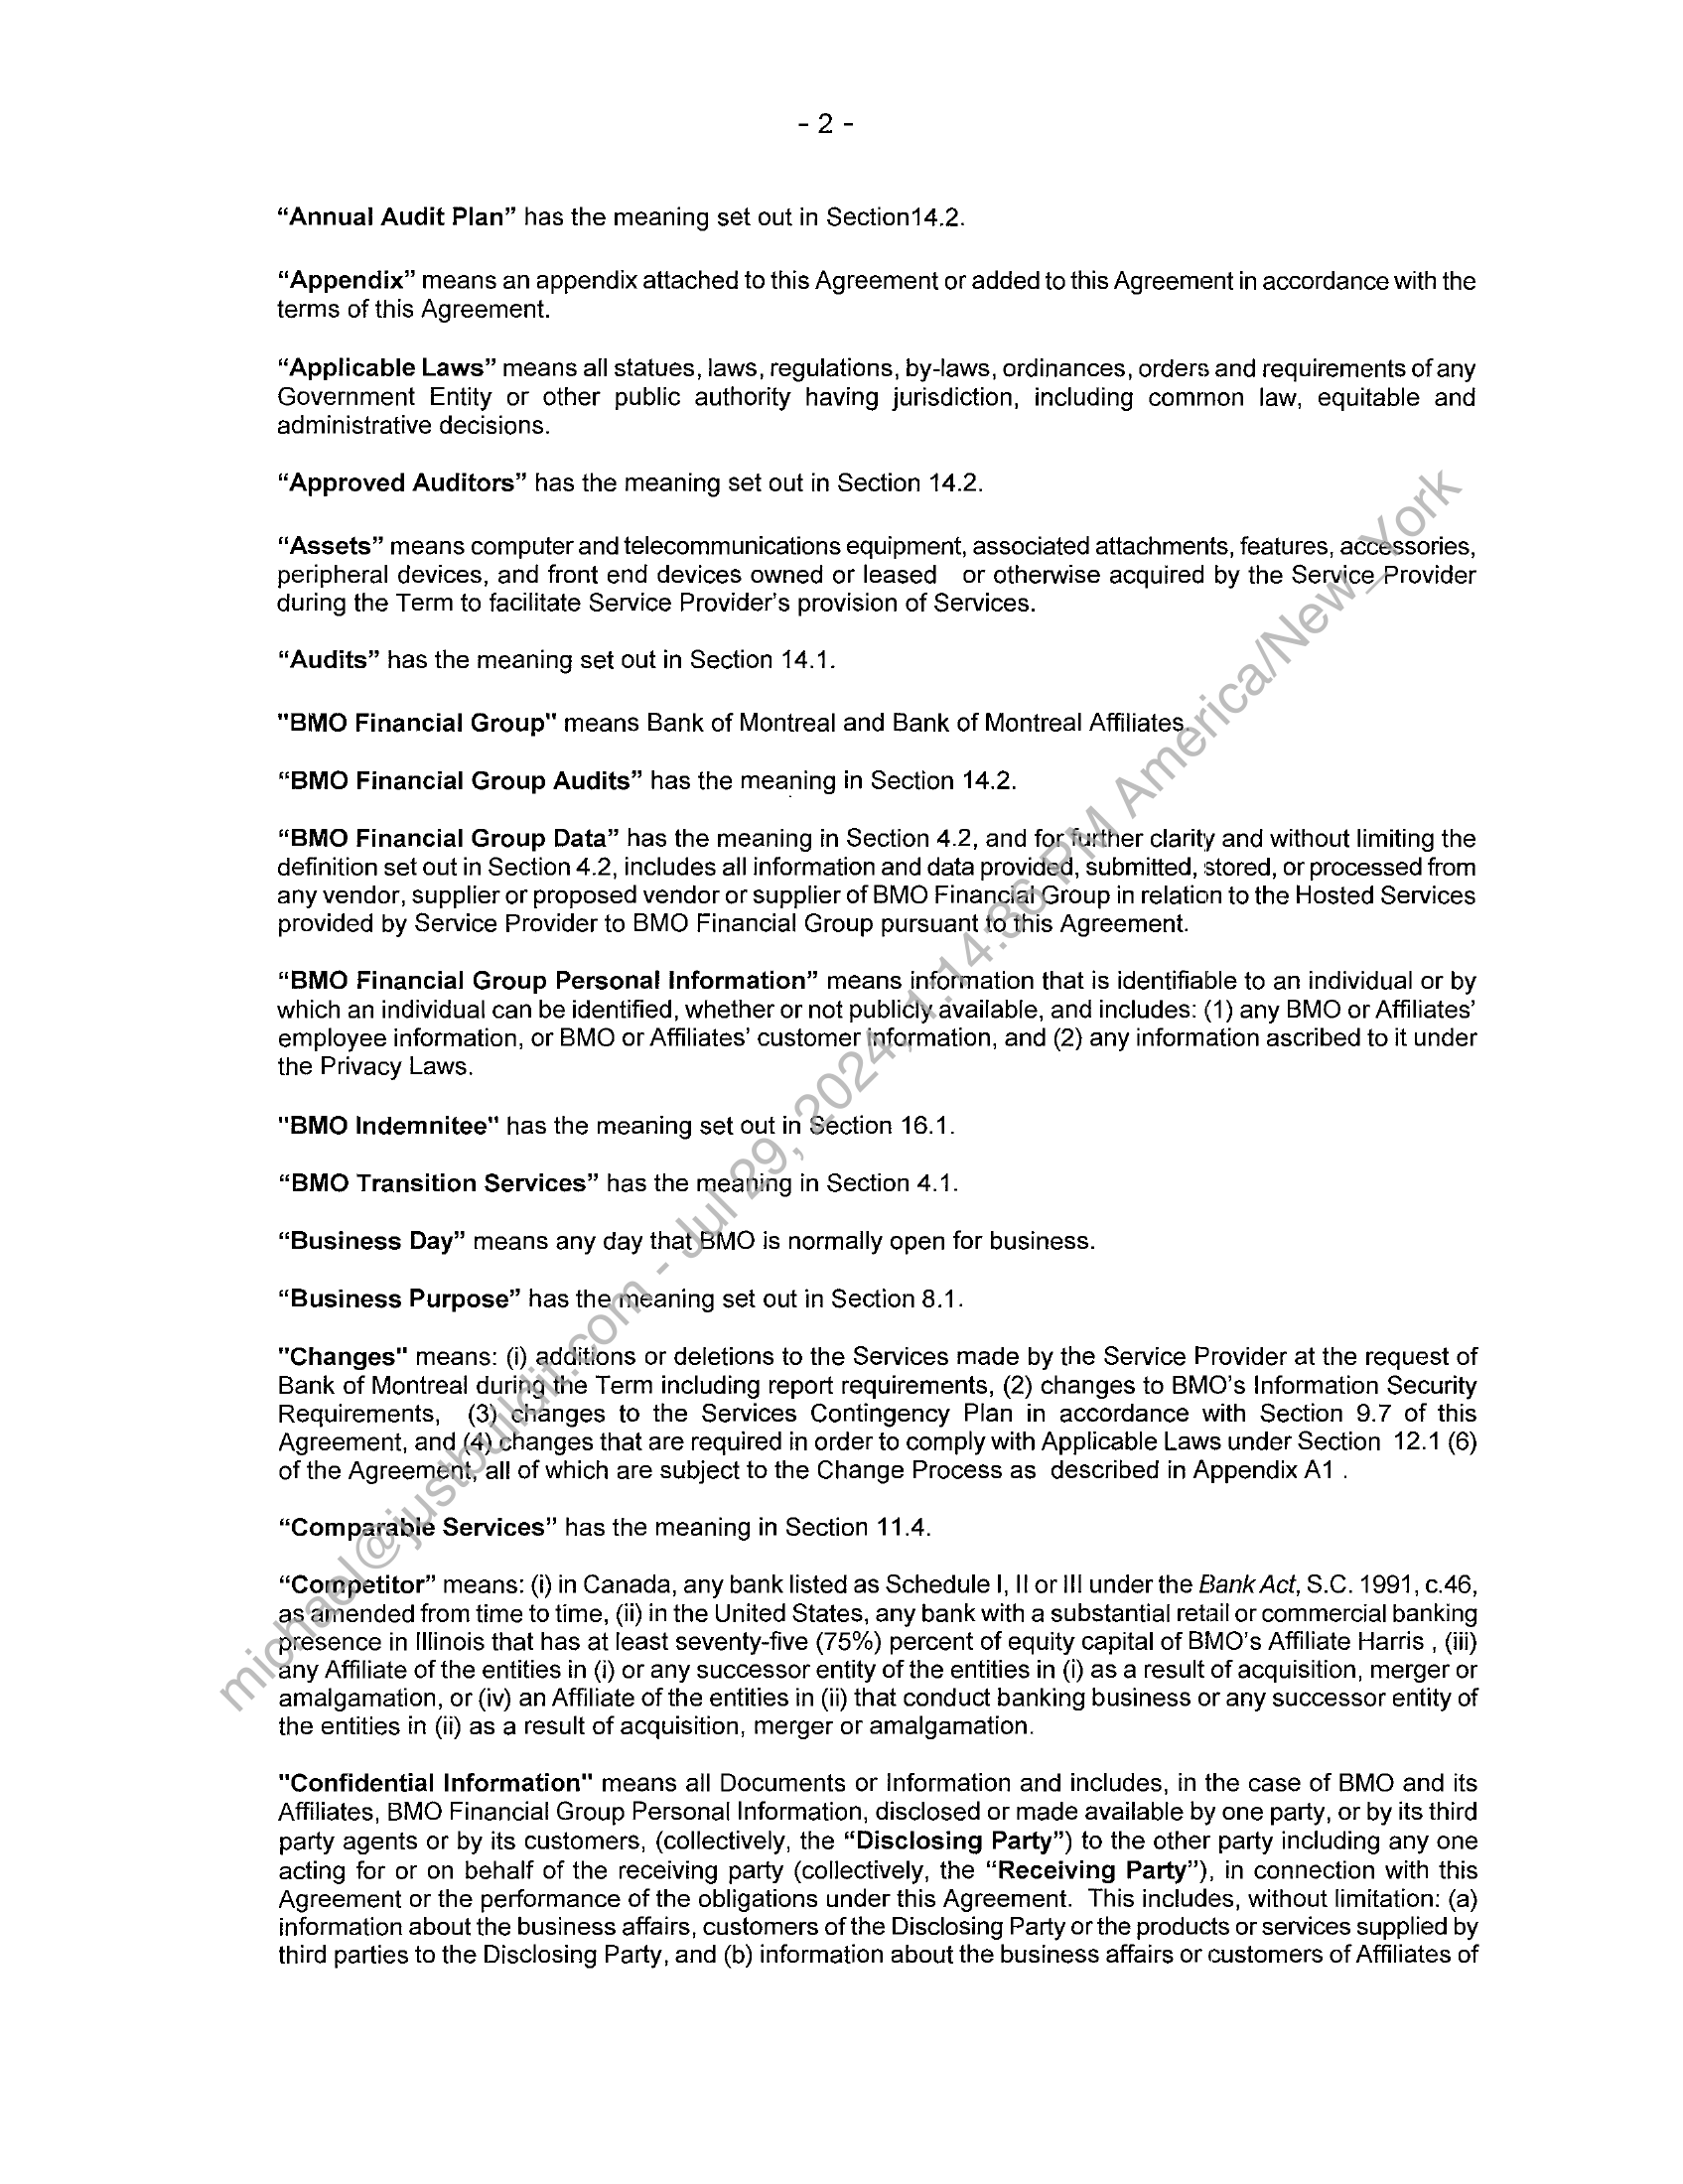 - 2 -
“Annual Audit Plan” has the meaning set out in Section14.2.
“Appendix” means an appendix attached to this Agreement or added to this Agreement in accordance with the
terms of this Agreement.
“Applicable Laws” means all statues, laws, regulations, by-laws, ordinances, orders and requirements of any
Government Entity or other public authority having jurisdiction, including common law, equitable and
administrative decisions.
“Approved Auditors” has the meaning set out in Section 14.2.
“Assets” means computer and telecommunications equipment, associated attachments, features, accessories,
peripheral devices, and front end devices owned or leased or otherwise acquired by the Service Provider
during the Term to facilitate Service Provider’s provision of Services.
“Audits” has the meaning set out in Section 14.1.
"BMO Financial Group" means Bank of Montreal and Bank of Montreal Affiliates.
“BMO Financial Group Audits” has the meaning in Section 14.2.
“BMO Financial Group Data” has the meaning in Section 4.2, and for further clarity and without limiting the
definition set out in Section 4.2, includes all information and data provided, submitted, stored, or processed from
any vendor, supplier or proposed vendor or supplier of BMO Financial Group in relation to the Hosted Services
provided by Service Provider to BMO Financial Group pursuant to this Agreement.
“BMO Financial Group Personal Information” means information that is identifiable to an individual or by
which an individual can be identified, whether or not publicly available, and includes: (1) any BMO or Affiliates’
employee information, or BMO or Affiliates’ customer information, and (2) any information ascribed to it under
the Privacy Laws.
"BMO Indemnitee" has the meaning set out in Section 16.1.
“BMO Transition Services” has the meaning in Section 4.1.
“Business Day” means any day that BMO is normally open for business.
“Business Purpose” has the meaning set out in Section 8.1.
"Changes" means: (i) additions or deletions to the Services made by the Service Provider at the request of
Bank of Montreal during the Term including report requirements, (2) changes to BMO’s Information Security
Requirements, (3) changes to the Services Contingency Plan in accordance with Section 9.7 of this
Agreement, and (4) changes that are required in order to comply with Applicable Laws under Section 12.1 (6)
of the Agreement, all of which are subject to the Change Process as described in Appendix A1 .
“Comparable Services” has the meaning in Section 11.4.
“Competitor” means: (i) in Canada, any bank listed as Schedule I, II or III under the Bank Act, S.C. 1991, c.46,
as amended from time to time, (ii) in the United States, any bank with a substantial retail or commercial banking
presence in Illinois that has at least seventy-five (75%) percent of equity capital of BMO’s Affiliate Harris , (iii)
any Affiliate of the entities in (i) or any successor entity of the entities in (i) as a result of acquisition, merger or
amalgamation, or (iv) an Affiliate of the entities in (ii) that conduct banking business or any successor entity of
the entities in (ii) as a result of acquisition, merger or amalgamation.
"Confidential Information" means all Documents or Information and includes, in the case of BMO and its
Affiliates, BMO Financial Group Personal Information, disclosed or made available by one party, or by its third
party agents or by its customers, (collectively, the “Disclosing Party”) to the other party including any one
acting for or on behalf of the receiving party (collectively, the “Receiving Party”), in connection with this
Agreement or the performance of the obligations under this Agreement. This includes, without limitation: (a)
information about the business affairs, customers of the Disclosing Party or the products or services supplied by
third parties to the Disclosing Party, and (b) information about the business affairs or customers of Affiliates of
michael@justbuildit.com - Jul 29, 2024, 1:14:36 PM America/New_York